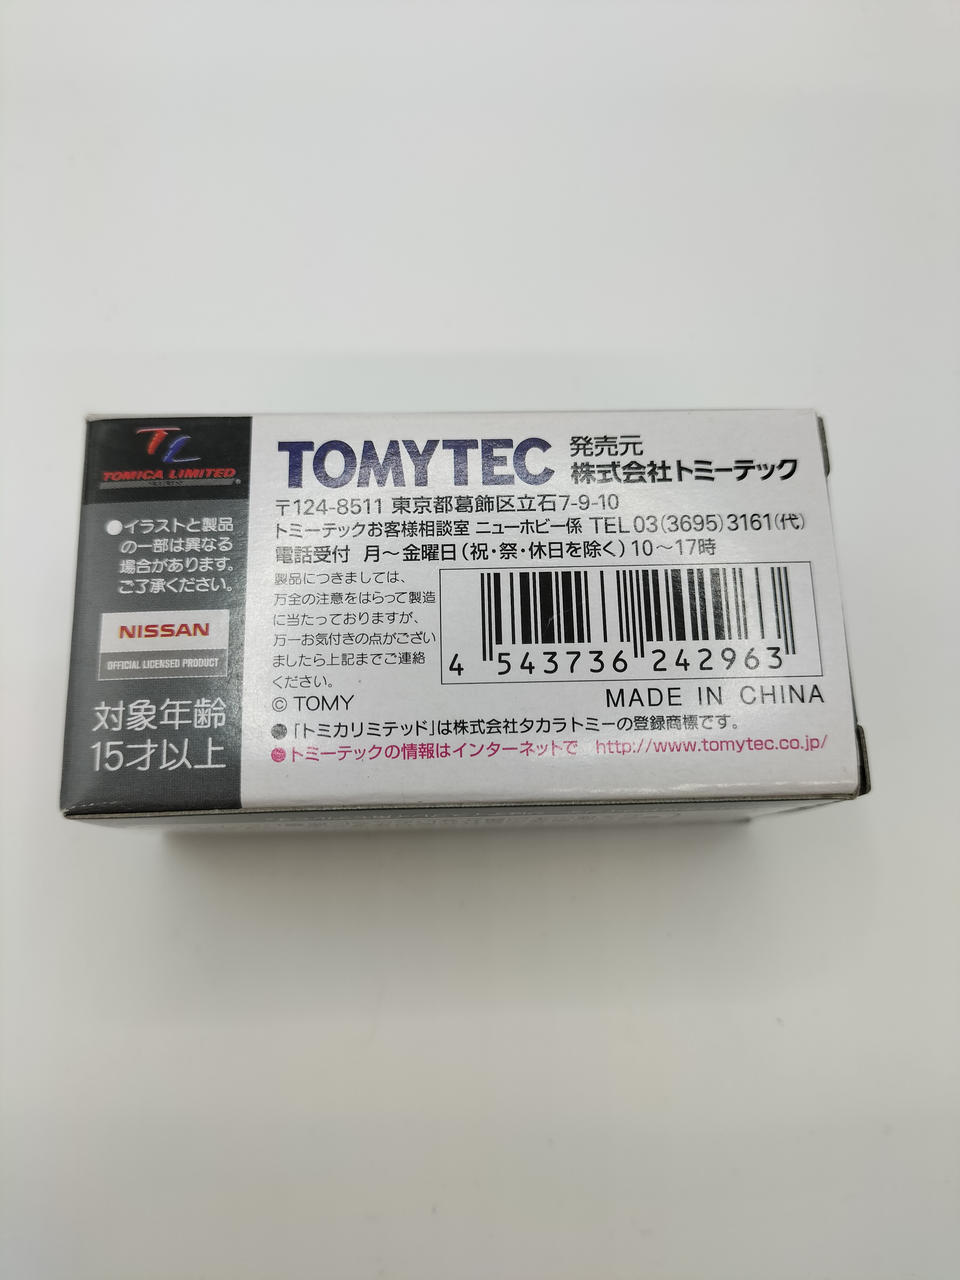 TL
TOMICA LIMITED
●イラストと製品
の一部は異なる
場合があります。
ご了承ください。
NISSAN
OFFICIAL LICENSED PRODUCT
対象年齢
15才以上
TOMYTEC 発売元
株式会社トミーテック
〒124-8511 東京都葛飾区立石7-9-10
トミーテックお客様相談室 ニューホビー係 TEL 03(3695)3161(代)
電話受付 月〜金曜日(祝・祭・休日を除く)10〜17時
製品につきましては、
万全の注意をはらって製造
に当たっておりますが、
万一お気付きの点がござい
ましたら上記までご連絡
ください。
4 543736 242963
© TOMY
MADE IN CHINA
●「トミカリミテッド」は株式会社タカラトミーの登録商標です。
●トミーテックの情報はインターネットで http://www.tomytec.co.jp/